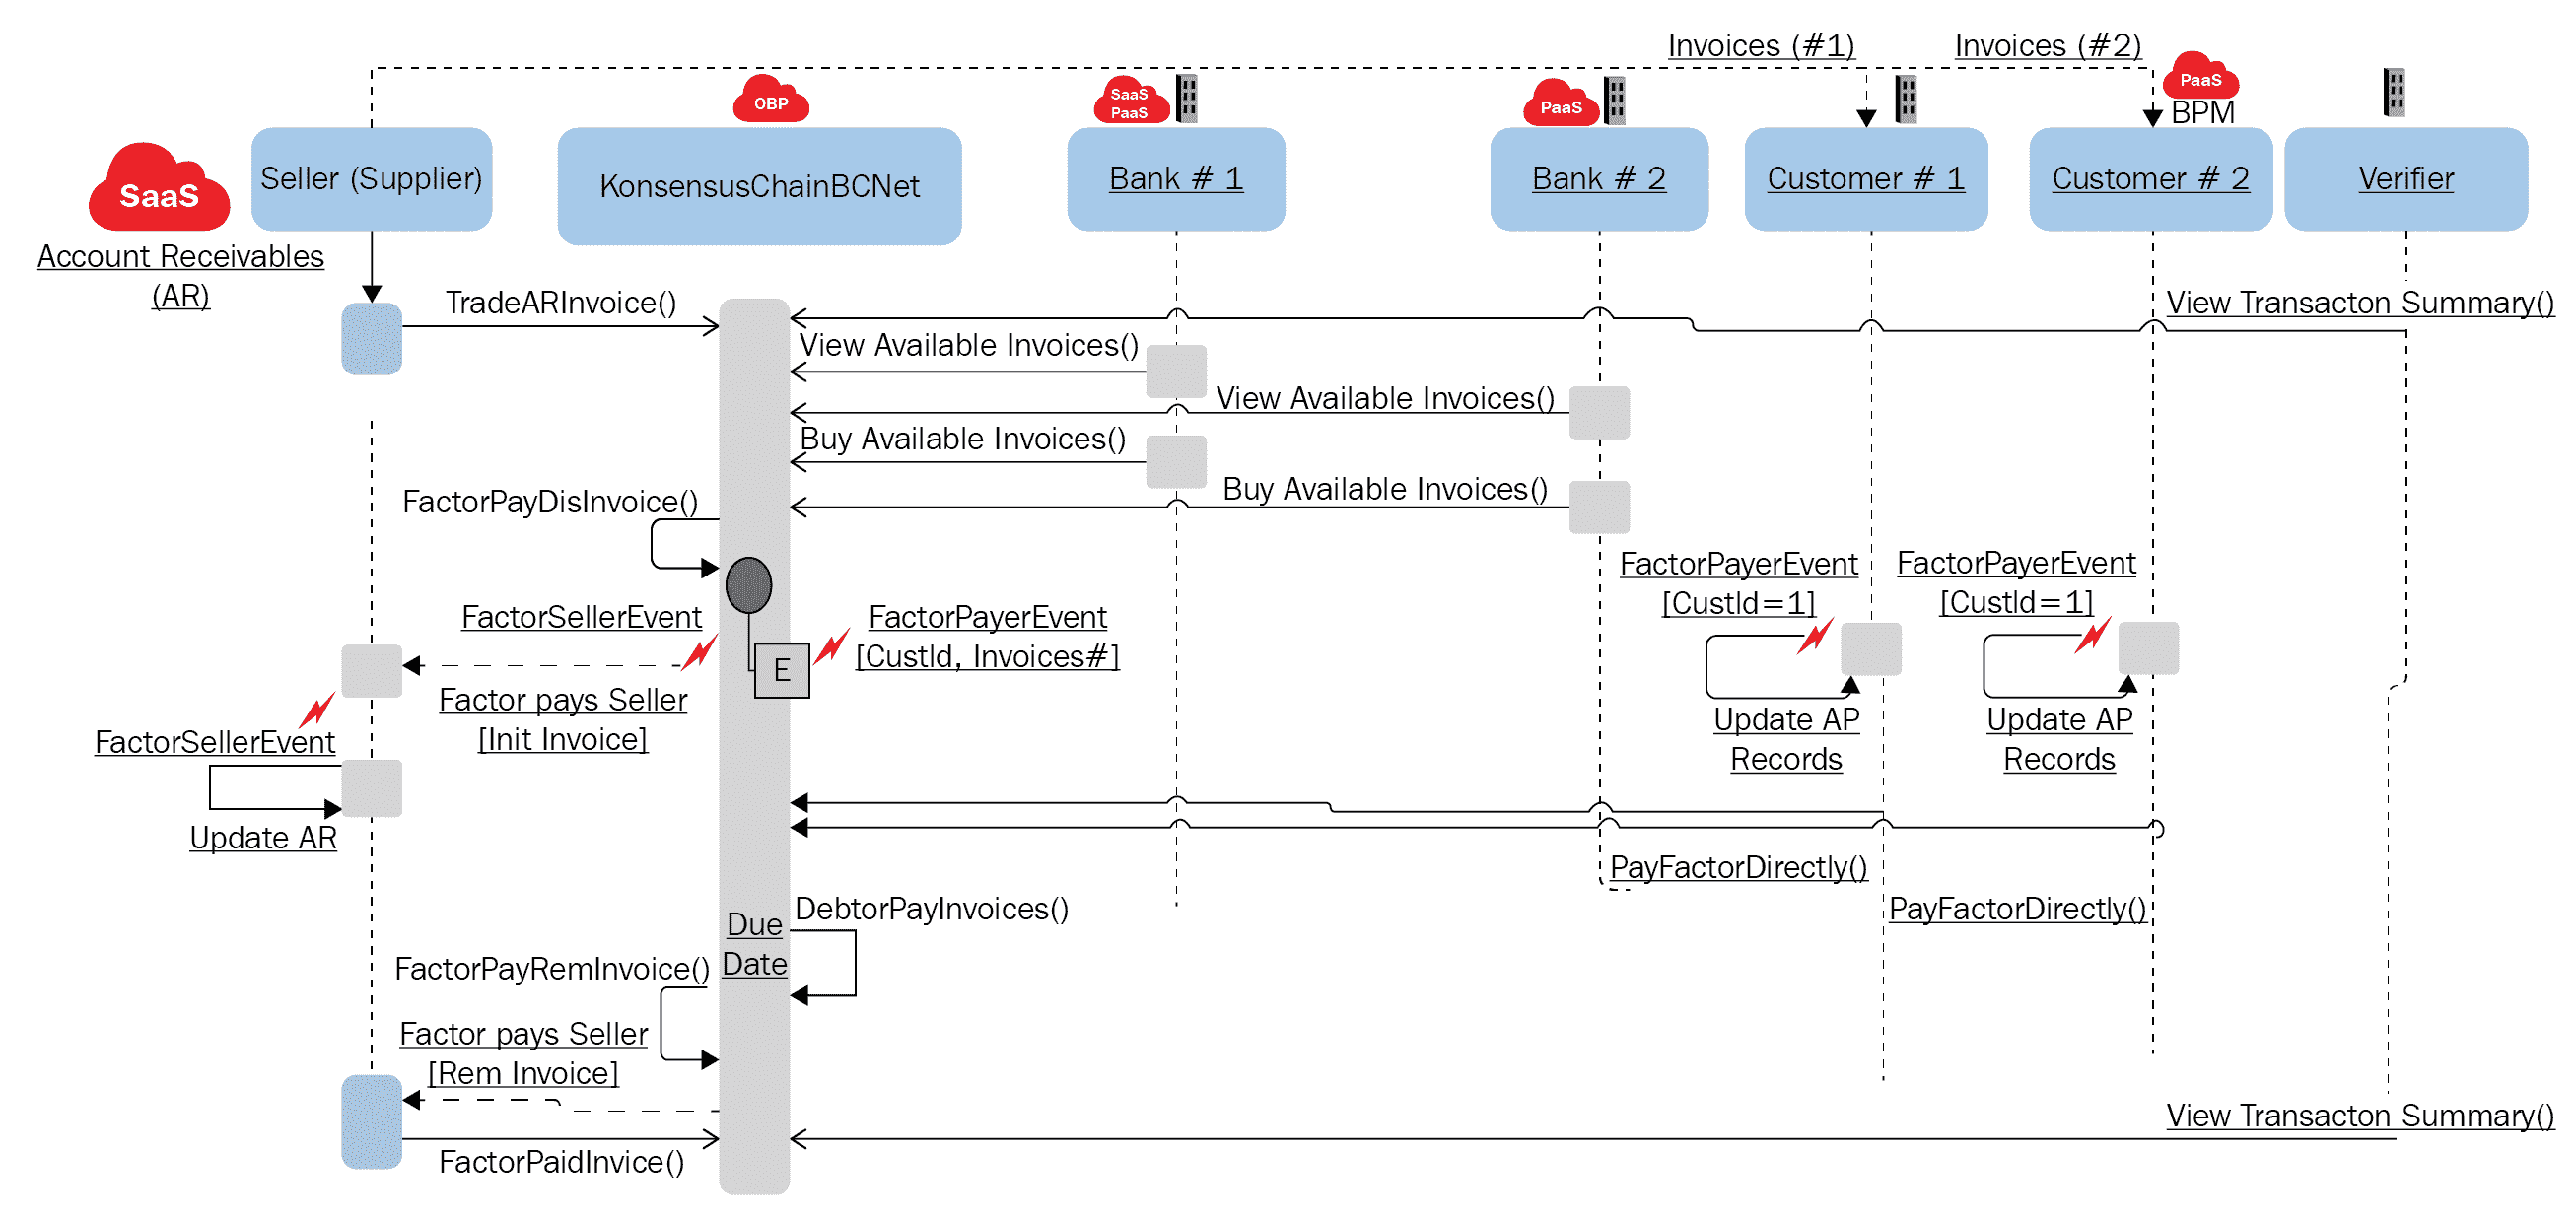 Invoices (#1)
Invoices (#2)
OBP
SaaS
PaaS
PaaS
PaaS
BPM
SaaS
Seller (Supplier)
KonsensusChainBCNet
Bank # 1
Bank # 2
Customer # 1
Customer # 2
Verifier
Account Receivables
(AR)
TradeARInvoice()
View Transacton Summary()
View Available Invoices()
View Available Invoices()
Buy Available Invoices()
Buy Available Invoices()
FactorPayDisInvoice()
FactorPayerEvent
[CustId=1]
FactorPayerEvent
[CustId=1]
FactorSellerEvent
FactorPayerEvent
[CustId, Invoices#]
E
Factor pays Seller
[Init Invoice]
FactorSellerEvent
Update AP
Records
Update AP
Records
Update AR
PayFactorDirectly()
PayFactorDirectly()
Due
Date
DebtorPayInvoices()
FactorPayRemInvoice()
Factor pays Seller
[Rem Invoice]
View Transacton Summary()
FactorPaidInvice()